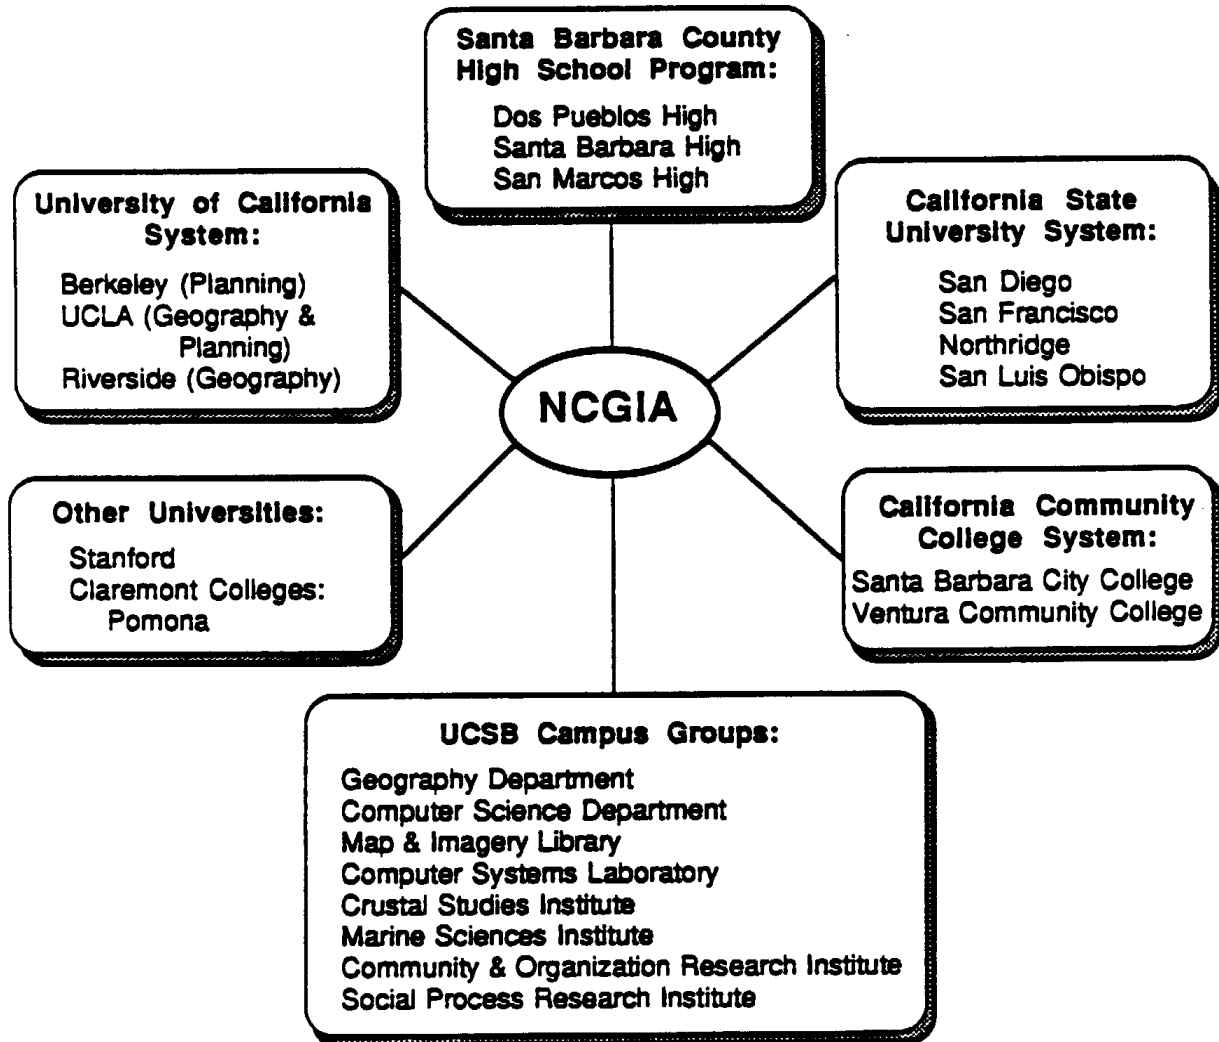 Santa Barbara County
High School Program:
Dos Pueblos High
Santa Barbara High
San Marcos High
University of California
System:
Berkeley (Planning)
UCLA (Geography &
Planning)
Riverside (Geography)
California State
University System:
San Diego
San Francisco
Northridge
San Luis Obispo
NCGIA
Other Universities:
Stanford
Claremont Colleges:
Pomona
California Community
College System:
Santa Barbara City College
Ventura Community College
UCSB Campus Groups:
Geography Department
Computer Science Department
Map & Imagery Library
Computer Systems Laboratory
Crustal Studies Institute
Marine Sciences Institute
Community & Organization Research Institute
Social Process Research Institute